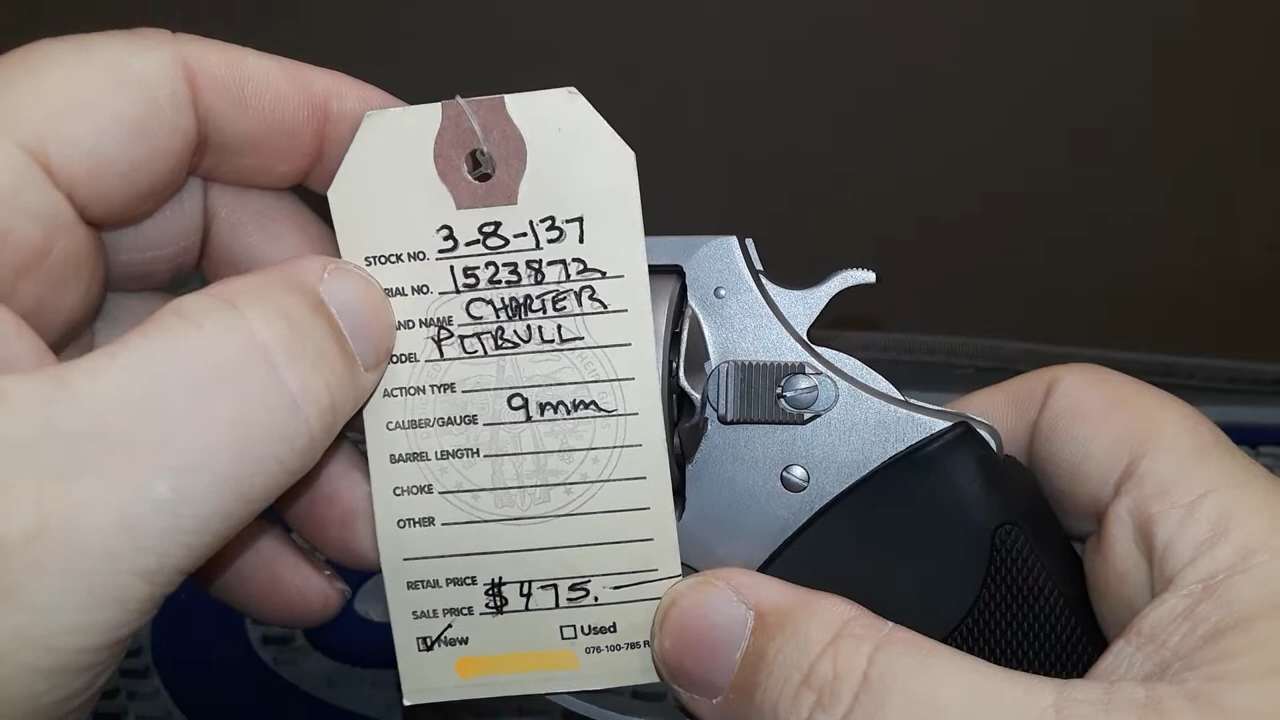 STOCK NO. 3-8-137
RIAL NO. 1523872
AND NAME CHARTER
ODEL PITBULL
ACTION TYPE
CALIBER/GAUGE 9mm
BARREL LENGTH
CHOKE
OTHER
RETAIL PRICE
SALE PRICE $475.
New Used
076-100-785 R